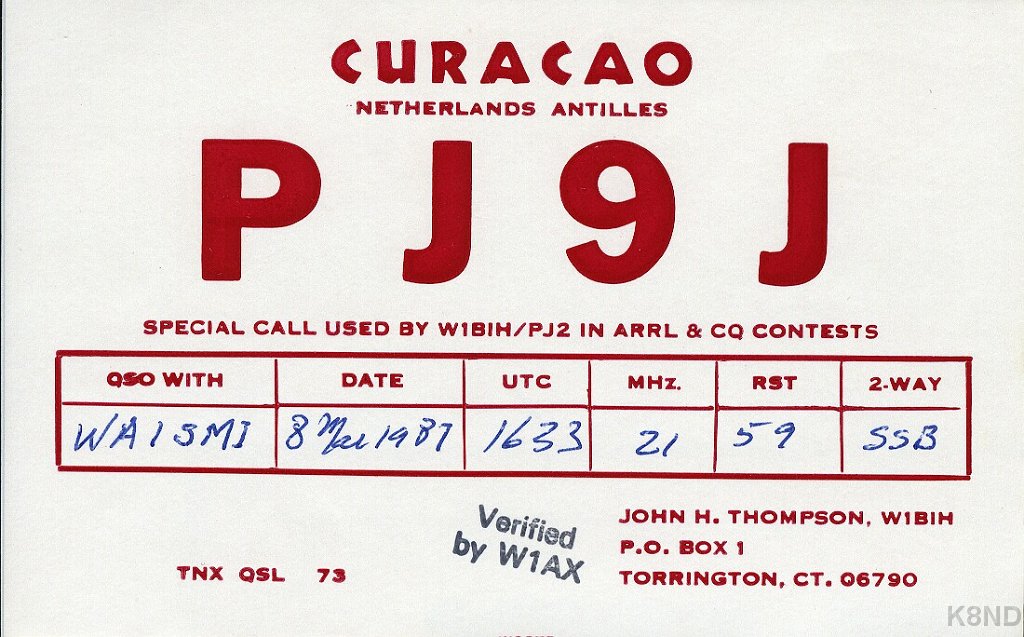 CURACAO
NETHERLANDS ANTILLES
PJ9J
SPECIAL CALL USED BY W1BIH/PJ2 IN ARRL & CQ CONTESTS
QSO WITH DATE UTC MHz. RST 2-WAY
WA1SMI 8 Mar 1987 1633 21 59 SSB
Verified
by W1AX
JOHN H. THOMPSON, W1BIH
P.O. BOX 1
TNX QSL 73
TORRINGTON, CT. 06790
K8ND